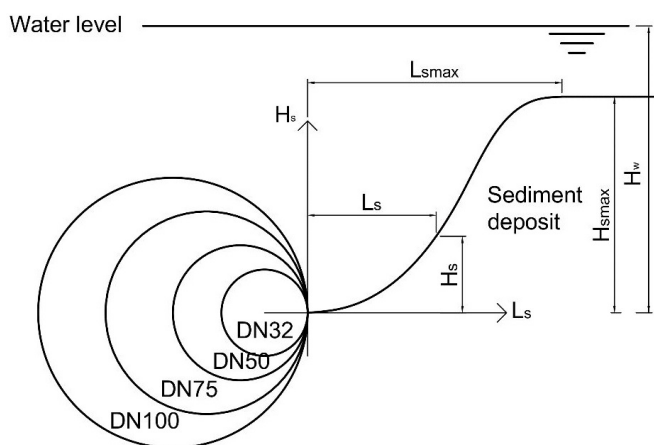 Water level
Lsmax
Hs
Ls
Sediment
deposit
Hs
Hsmax
Hw
Ls
DN32
DN50
DN75
DN100